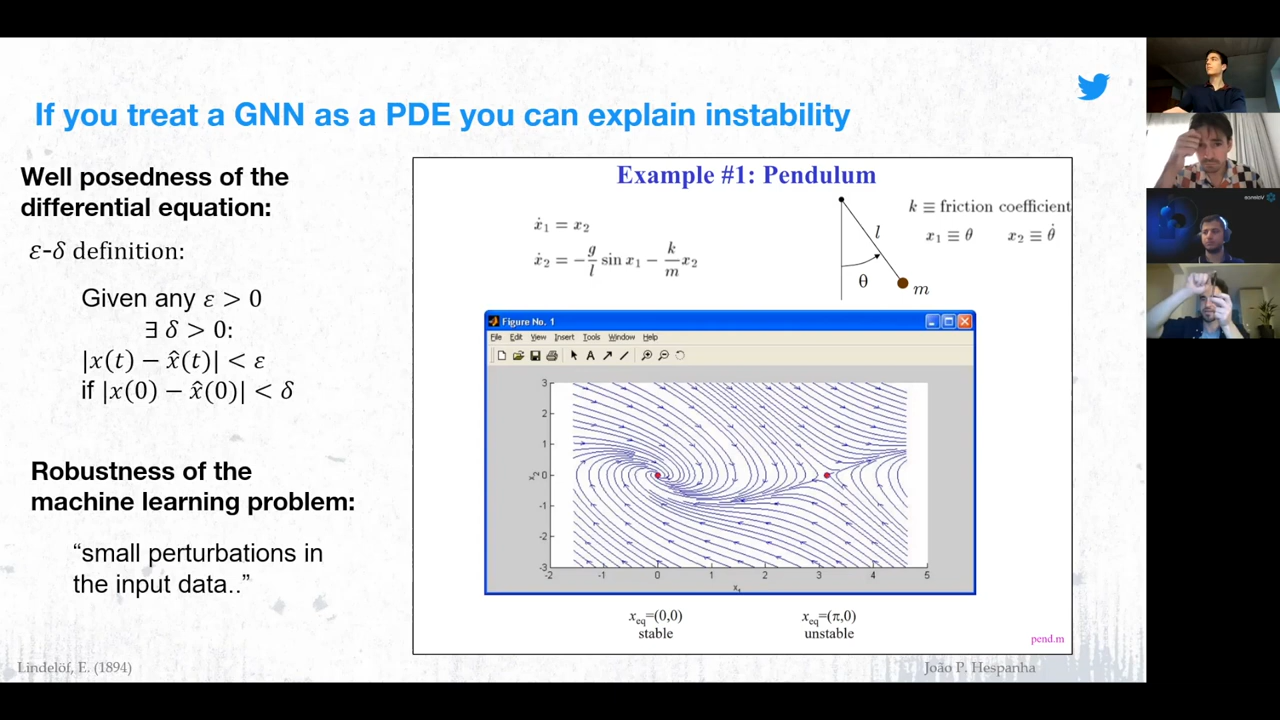 If you treat a GNN as a PDE you can explain instability
Well posedness of the
differential equation:
ε-δ definition:
Given any ε > 0
∃ δ > 0:
|x(t) − x̂(t)| < ε
if |x(0) − x̂(0)| < δ
Robustness of the
machine learning problem:
“small perturbations in
the input data..”
Lindelöf, E. (1894)
Example #1: Pendulum
ẋ₁ = x₂
ẋ₂ = −g/l sin x₁ − k/m x₂
l
θ
m
k ≡ friction coefficient
x₁ ≡ θ x₂ ≡ θ̇
Figure No. 1
File Edit View Insert Tools Window Help
A
3
2
1
0
-1
-2
-3
x₂
-2 -1 0 1 2 3 4 5
x₁
xeq=(0,0)
stable
xeq=(π,0)
unstable
pend.m
João P. Hespanha